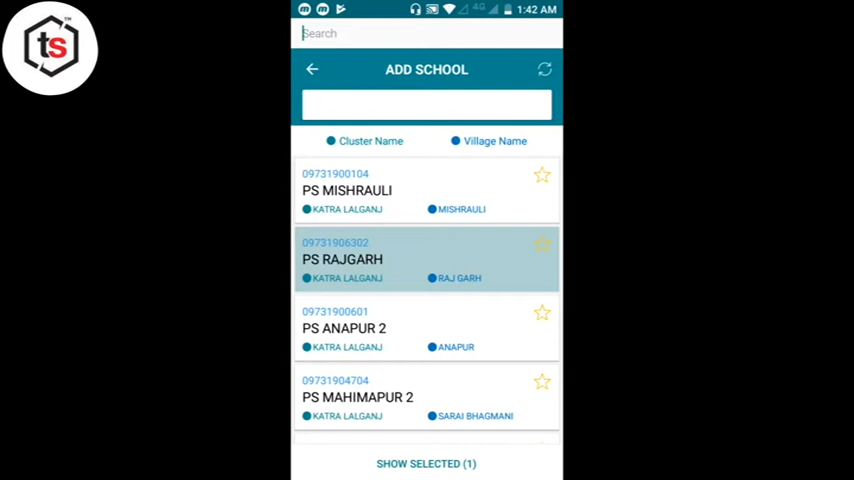 ts
TM
4G 1:42 AM
Search
ADD SCHOOL
Cluster Name Village Name
09731900104
PS MISHRAULI
KATRA LALGANJ MISHRAULI
09731906302
PS RAJGARH
KATRA LALGANJ RAJ GARH
09731900601
PS ANAPUR 2
KATRA LALGANJ ANAPUR
09731904704
PS MAHIMAPUR 2
KATRA LALGANJ SARAI BHAGMANI
SHOW SELECTED (1)